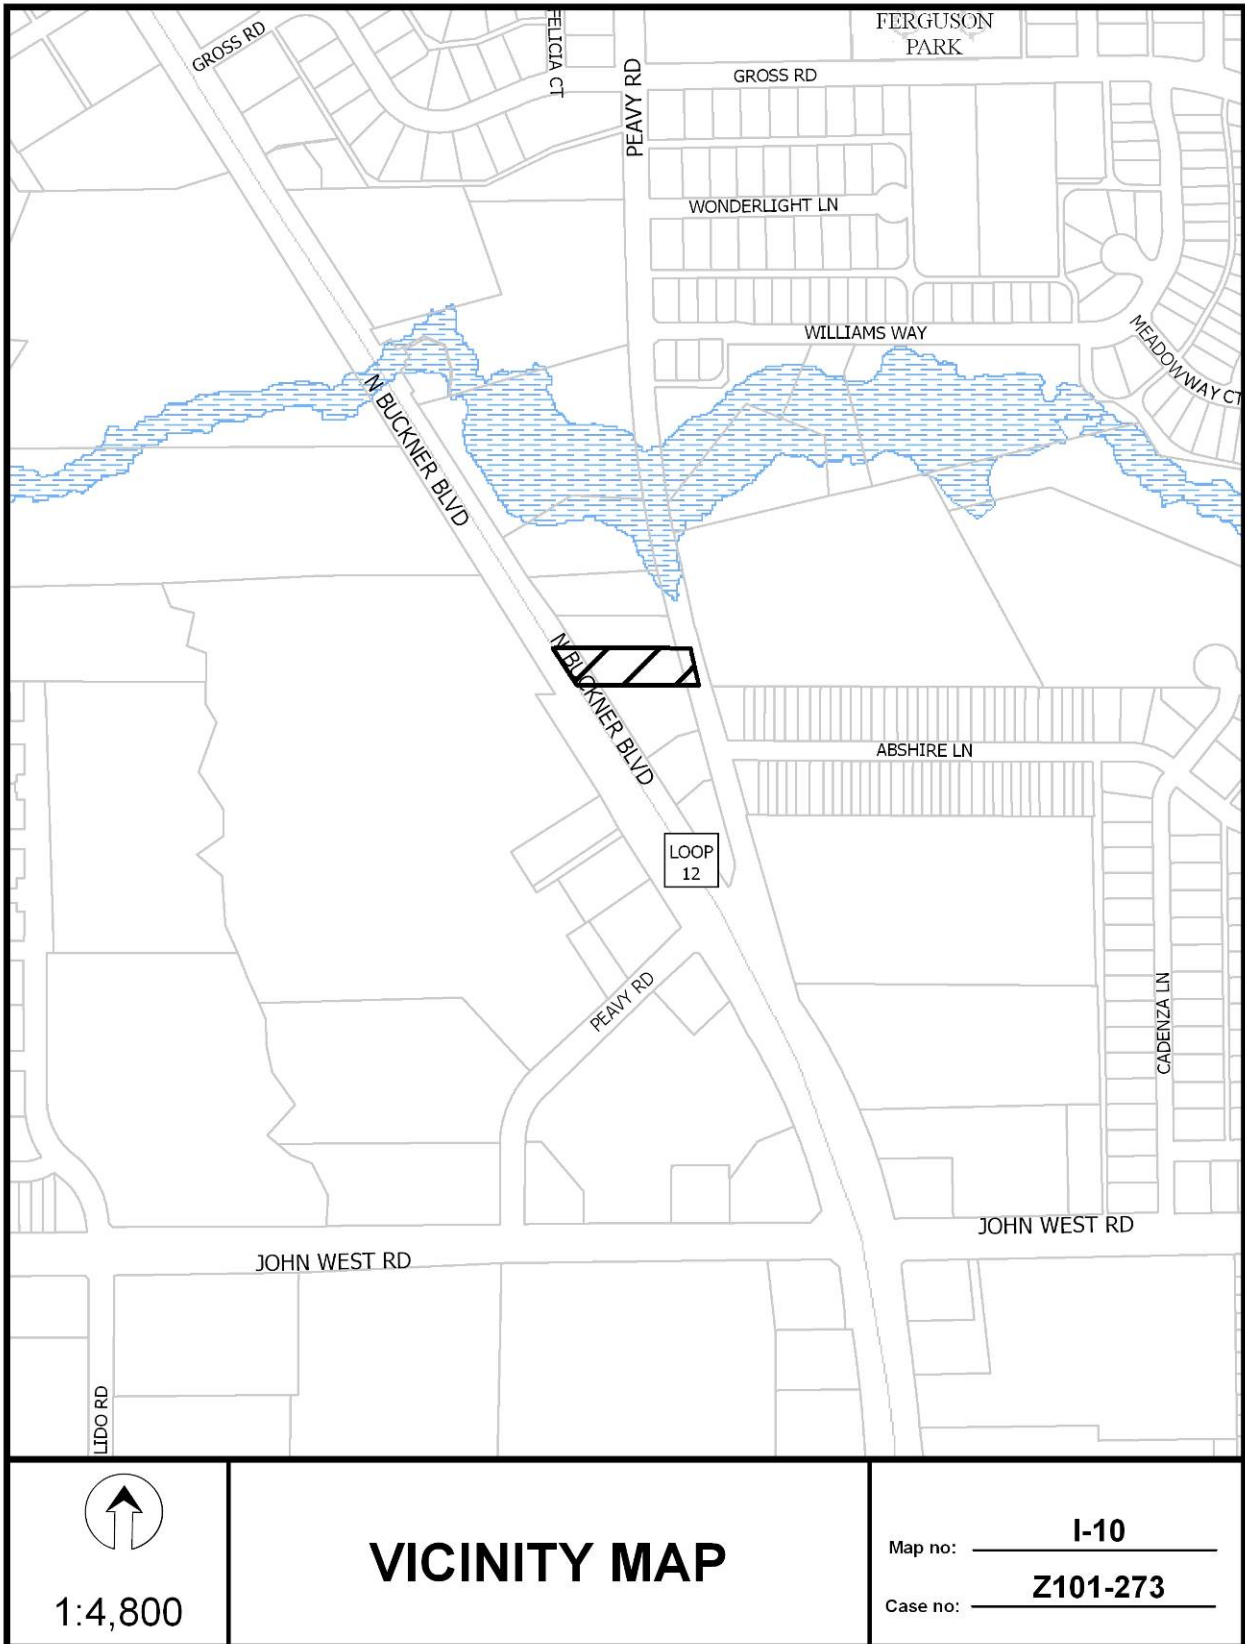 FERGUSON
PARK
GROSS RD
FELICIA CT
PEAVY RD
GROSS RD
WONDERLIGHT LN
WILLIAMS WAY
MEADOWWAY CT
N BUCKNER BLVD
N BUCKNER BLVD
ABSHIRE LN
LOOP
12
PEAVY RD
CADENZA LN
JOHN WEST RD
JOHN WEST RD
LIDO RD
1:4,800
VICINITY MAP
Map no: I-10
Case no: Z101-273